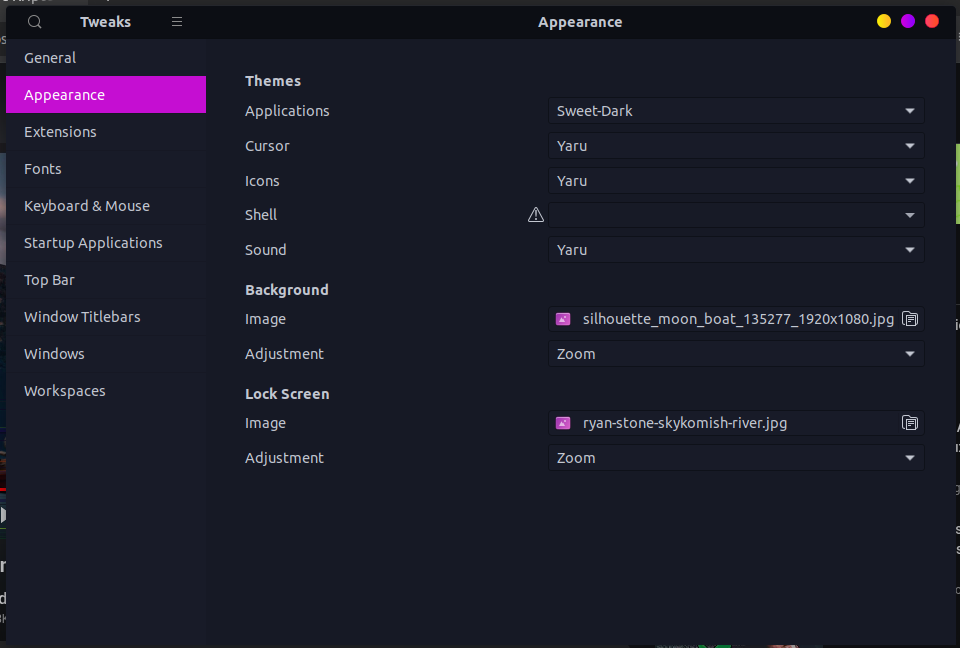 Tweaks
Appearance
General
Appearance
Extensions
Fonts
Keyboard & Mouse
Startup Applications
Top Bar
Window Titlebars
Windows
Workspaces
Themes
Applications Sweet-Dark
Cursor Yaru
Icons Yaru
Shell
Sound Yaru
Background
Image silhouette_moon_boat_135277_1920x1080.jpg
Adjustment Zoom
Lock Screen
Image ryan-stone-skykomish-river.jpg
Adjustment Zoom